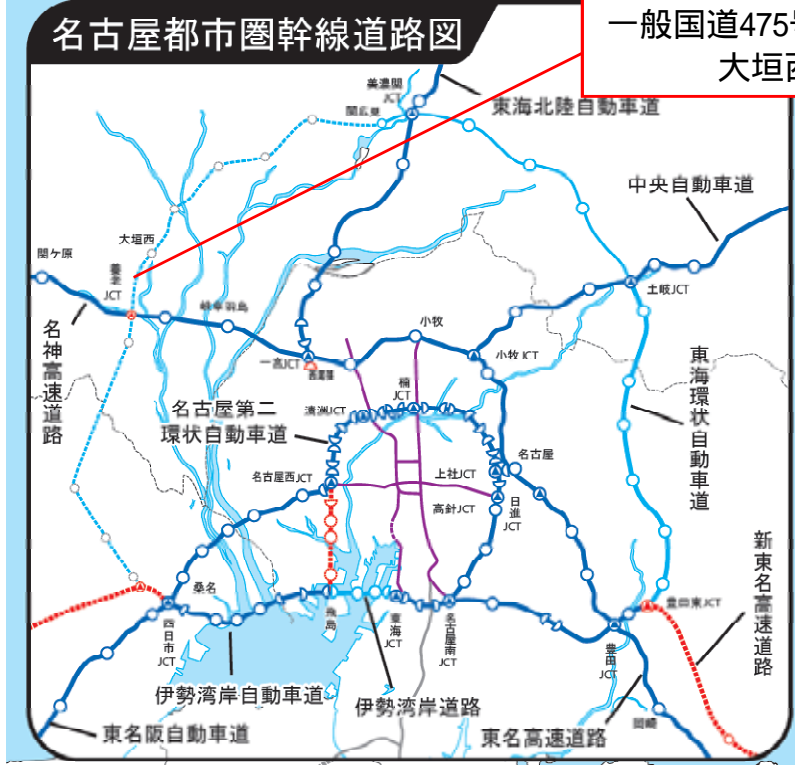 名古屋都市圏幹線道路図
一般国道475号
大垣西
美濃関
JCT
関広見
東海北陸自動車道
中央自動車道
大垣西
関ケ原
養老
JCT
岐阜羽島
土岐JCT
名神高速道路
小牧
小牧JCT
一宮JCT
楠
JCT
清洲JCT
名古屋第二
環状自動車道
東海環状自動車道
名古屋
上社JCT
名古屋西JCT
高針JCT
日進
JCT
新東名高速道路
桑名
四日市
JCT
飛島
東海
JCT
名古屋南
JCT
豊田東JCT
豊田
JCT
伊勢湾岸自動車道
伊勢湾岸道路
岡崎
東名阪自動車道
東名高速道路